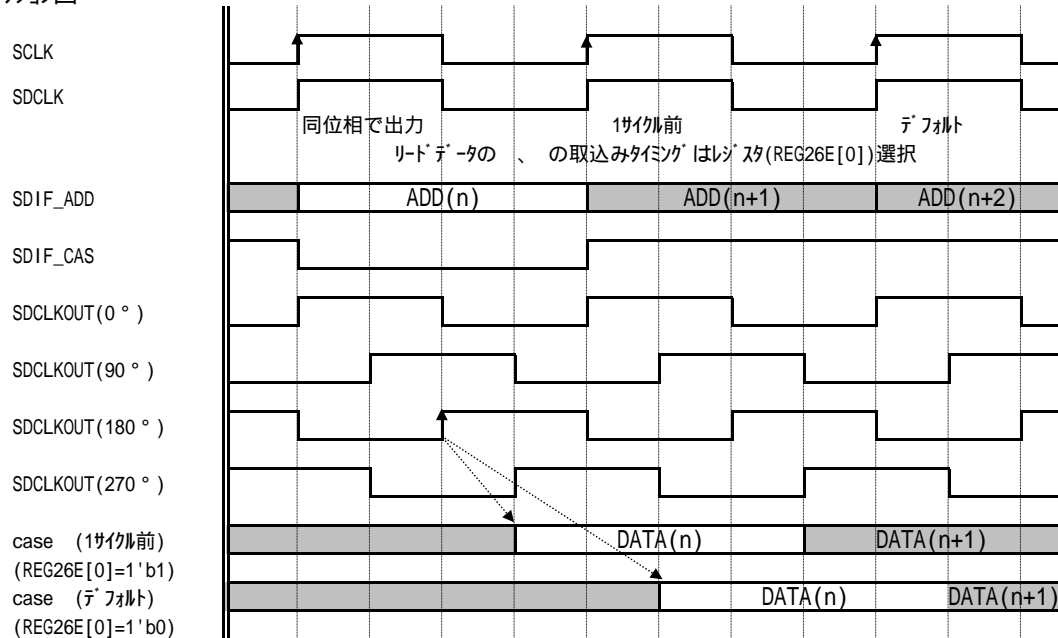 SCLK
SDCLK
同位相で出力 1ｻｲｸﾙ前 ﾃﾞﾌｫﾙﾄ
ﾘｰﾄﾞﾃﾞｰﾀの 、 の取込みﾀｲﾐﾝｸﾞはﾚｼﾞｽﾀ(REG26E[0])選択
SDIF_ADD ADD(n) ADD(n+1) ADD(n+2)
SDIF_CAS
SDCLKOUT(0°)
SDCLKOUT(90°)
SDCLKOUT(180°)
SDCLKOUT(270°)
case (1ｻｲｸﾙ前) DATA(n) DATA(n+1)
(REG26E[0]=1'b1)
case (ﾃﾞﾌｫﾙﾄ) DATA(n) DATA(n+1)
(REG26E[0]=1'b0)